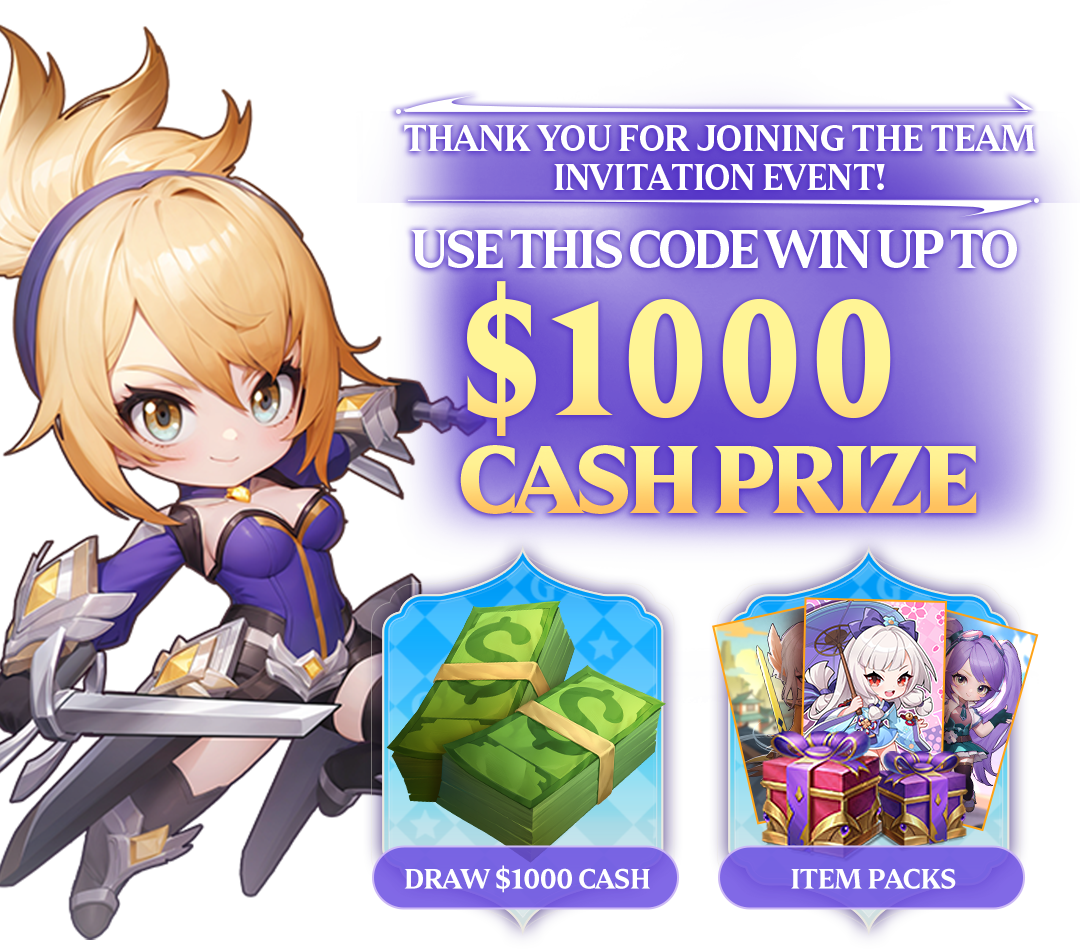 THANK YOU FOR JOINING THE TEAM
INVITATION EVENT!
USE THIS CODE WIN UP TO
$1000
CASH PRIZE
DRAW $1000 CASH
ITEM PACKS